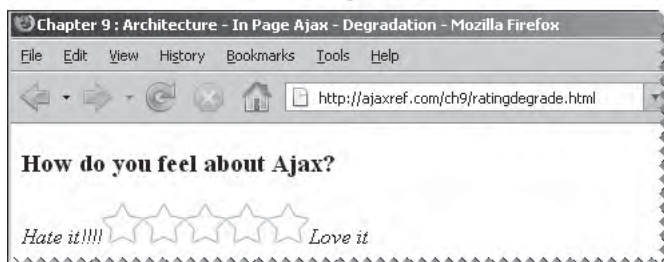 Chapter 9 : Architecture - In Page Ajax - Degradation - Mozilla Firefox
File Edit View History Bookmarks Tools Help
http://ajaxref.com/ch9/ratingdegrade.html
How do you feel about Ajax?
Hate it!!!! Love it